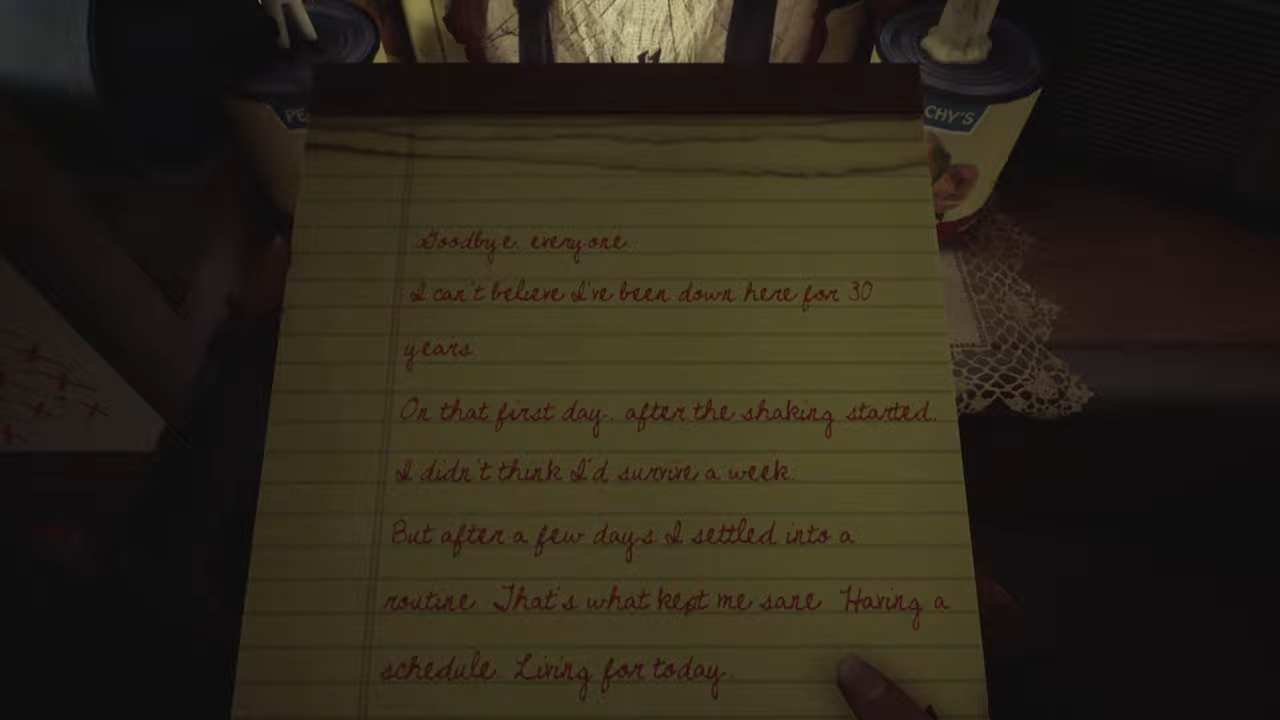 PE
CHY'S
Goodbye, everyone.
I can't believe I've been down here for 30
years.
On that first day, after the shaking started,
I didn't think I'd survive a week.
But after a few days I settled into a
routine. That's what kept me sane. Having a
schedule. Living for today.